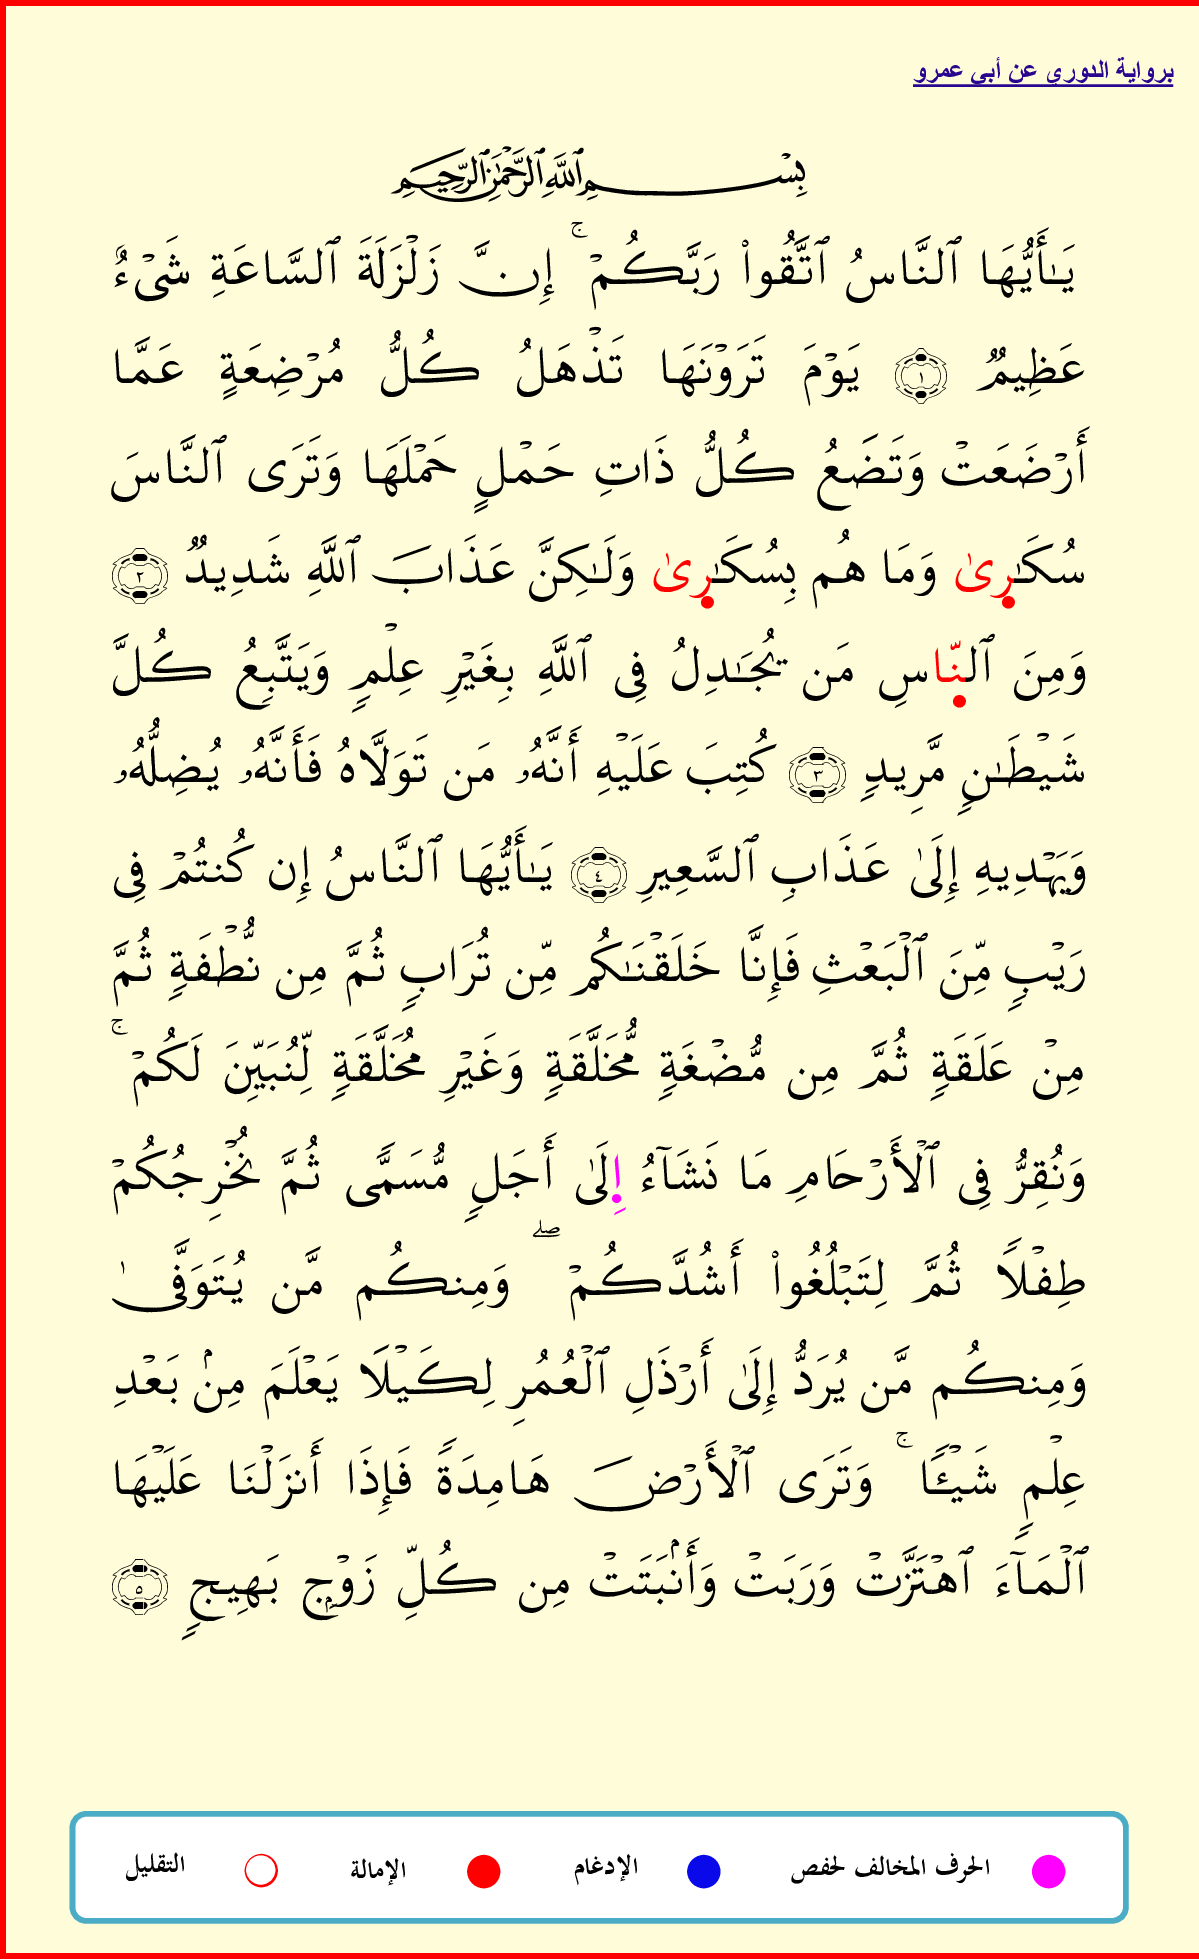 برواية الدوري عن أبي عمرو
بِسْمِ ٱللَّهِ ٱلرَّحْمَٰنِ ٱلرَّحِيمِ
يَـٰأَيُّهَا ٱلنَّاسُ ٱتَّقُوا۟ رَبَّكُمْ ۚ إِنَّ زَلْزَلَةَ ٱلسَّاعَةِ شَىْءٌ
عَظِيمٌ ١ يَوْمَ تَرَوْنَهَا تَذْهَلُ كُلُّ مُرْضِعَةٍ عَمَّا
أَرْضَعَتْ وَتَضَعُ كُلُّ ذَاتِ حَمْلٍ حَمْلَهَا وَتَرَى ٱلنَّاسَ
سُكَـٰرِىٰ وَمَا هُم بِسُكَـٰرِىٰ وَلَـٰكِنَّ عَذَابَ ٱللَّهِ شَدِيدٌ ٢
وَمِنَ ٱلنَّاسِ مَن يُجَـٰدِلُ فِى ٱللَّهِ بِغَيْرِ عِلْمٍ وَيَتَّبِعُ كُلَّ
شَيْطَـٰنٍ مَّرِيدٍ ٣ كُتِبَ عَلَيْهِ أَنَّهُۥ مَن تَوَلَّاهُ فَأَنَّهُۥ يُضِلُّهُۥ
وَيَهْدِيهِ إِلَىٰ عَذَابِ ٱلسَّعِيرِ ٤ يَـٰأَيُّهَا ٱلنَّاسُ إِن كُنتُمْ فِى
رَيْبٍ مِّنَ ٱلْبَعْثِ فَإِنَّا خَلَقْنَـٰكُم مِّن تُرَابٍ ثُمَّ مِن نُّطْفَةٍ ثُمَّ
مِنْ عَلَقَةٍ ثُمَّ مِن مُّضْغَةٍ مُّخَلَّقَةٍ وَغَيْرِ مُخَلَّقَةٍ لِّنُبَيِّنَ لَكُمْ ۚ
وَنُقِرُّ فِى ٱلْأَرْحَامِ مَا نَشَآءُ إِلَىٰ أَجَلٍ مُّسَمًّى ثُمَّ نُخْرِجُكُمْ
طِفْلًا ثُمَّ لِتَبْلُغُوا۟ أَشُدَّكُمْ ۖ وَمِنكُم مَّن يُتَوَفَّىٰ
وَمِنكُم مَّن يُرَدُّ إِلَىٰ أَرْذَلِ ٱلْعُمُرِ لِكَيْلَا يَعْلَمَ مِنۢ بَعْدِ
عِلْمٍ شَيْـًٔا ۚ وَتَرَى ٱلْأَرْضَ هَامِدَةً فَإِذَا أَنزَلْنَا عَلَيْهَا
ٱلْمَآءَ ٱهْتَزَّتْ وَرَبَتْ وَأَنۢبَتَتْ مِن كُلِّ زَوْجٍۭ بَهِيجٍ ٥
الحرف المخالف لحفص الإدغام الإمالة التقليل